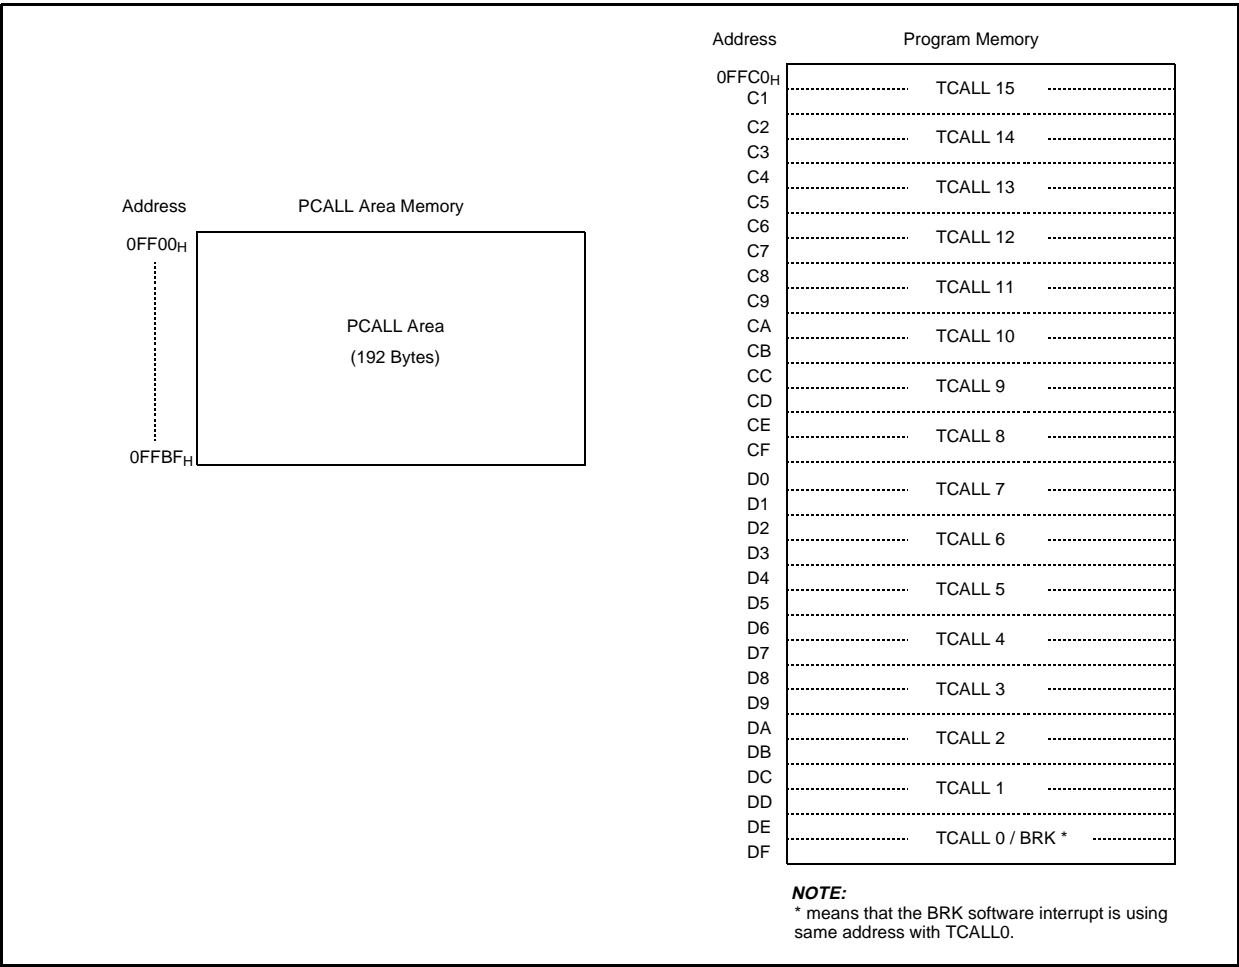 Address PCALL Area Memory
0FF00H
PCALL Area
(192 Bytes)
0FFBFH
Address Program Memory
0FFC0H
C1
TCALL 15
C2
C3
TCALL 14
C4
C5
TCALL 13
C6
C7
TCALL 12
C8
C9
TCALL 11
CA
CB
TCALL 10
CC
CD
TCALL 9
CE
CF
TCALL 8
D0
D1
TCALL 7
D2
D3
TCALL 6
D4
D5
TCALL 5
D6
D7
TCALL 4
D8
D9
TCALL 3
DA
DB
TCALL 2
DC
DD
TCALL 1
DE
DF
TCALL 0 / BRK *
NOTE:
* means that the BRK software interrupt is using
same address with TCALL0.